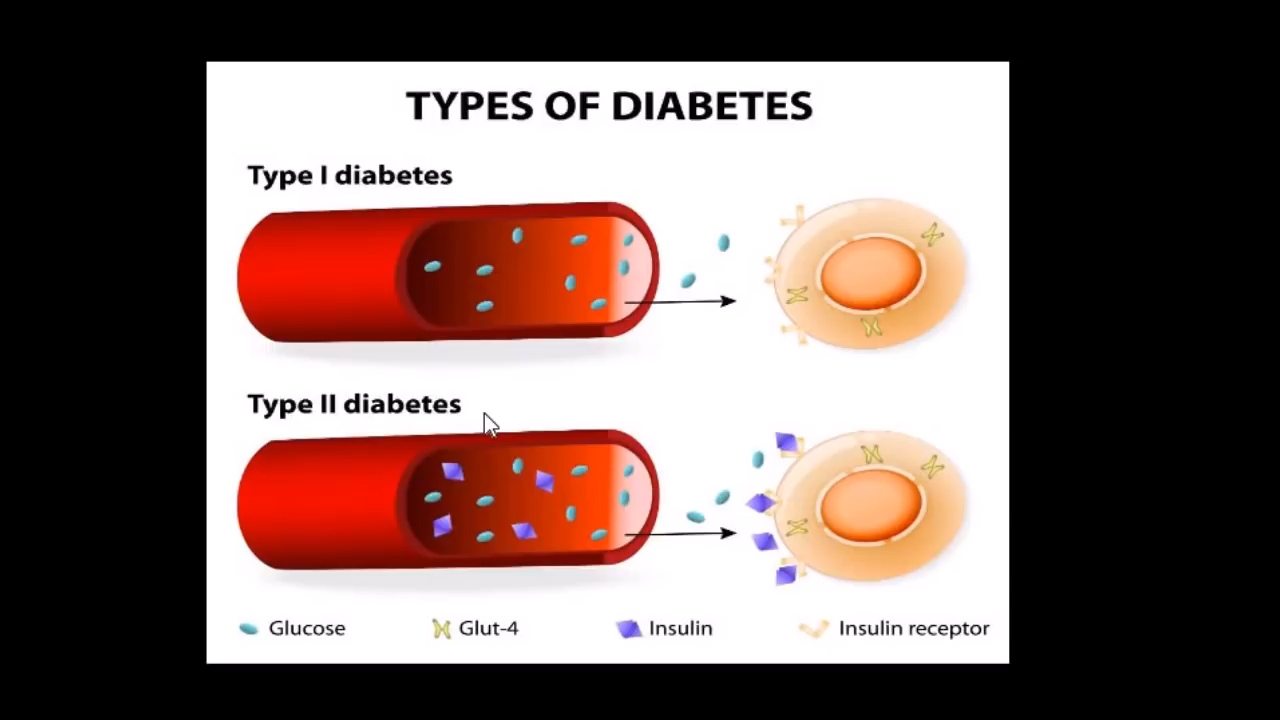 TYPES OF DIABETES
Type I diabetes
Type II diabetes
Glucose Glut-4 Insulin Insulin receptor